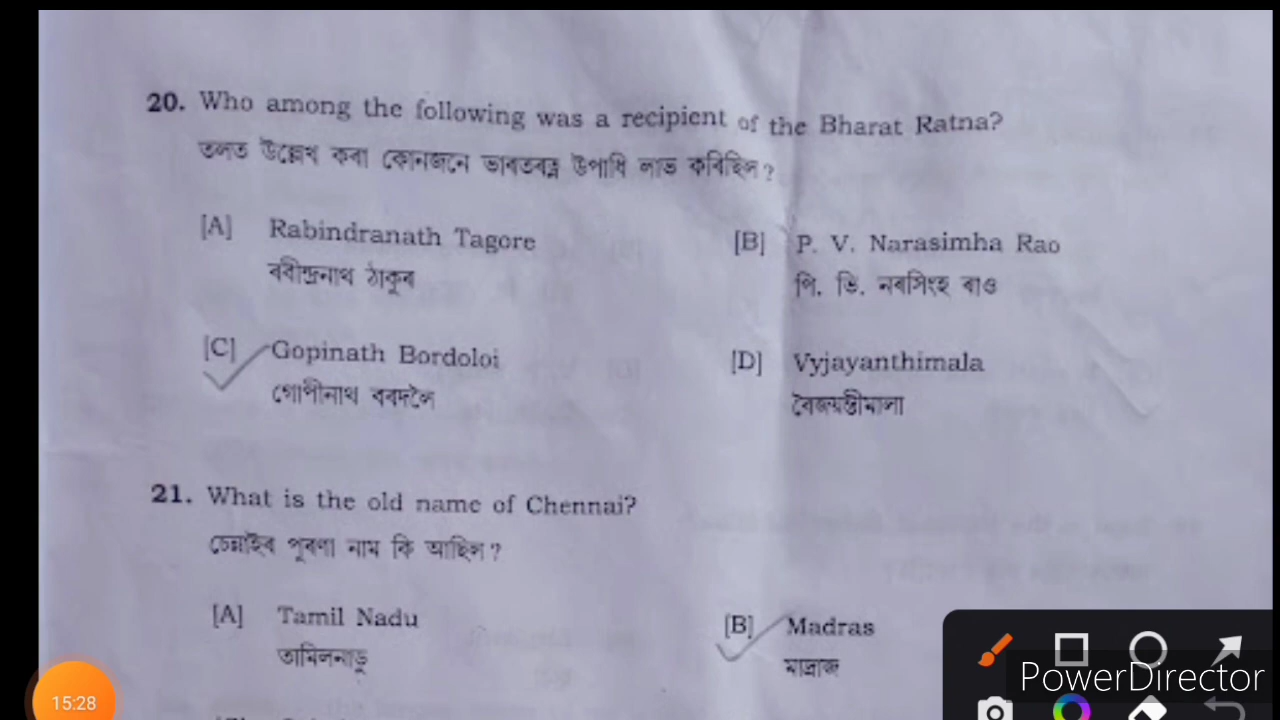 20. Who among the following was a recipient of the Bharat Ratna?
তলত উল্লেখ কৰা কোনজনে ভাৰতৰত্ন উপাধি লাভ কৰিছিল?
[A] Rabindranath Tagore
ৰবীন্দ্ৰনাথ ঠাকুৰ
[B] P. V. Narasimha Rao
পি. ভি. নৰসিংহ ৰাও
[C] Gopinath Bordoloi
গোপীনাথ বৰদলৈ
[D] Vyjayanthimala
বৈজয়ন্তীমালা
21. What is the old name of Chennai?
চেন্নাইৰ পুৰণা নাম কি আছিল?
[A] Tamil Nadu
তামিলনাডু
[B] Madras
মাদ্ৰাজ
15:28
PowerDirector